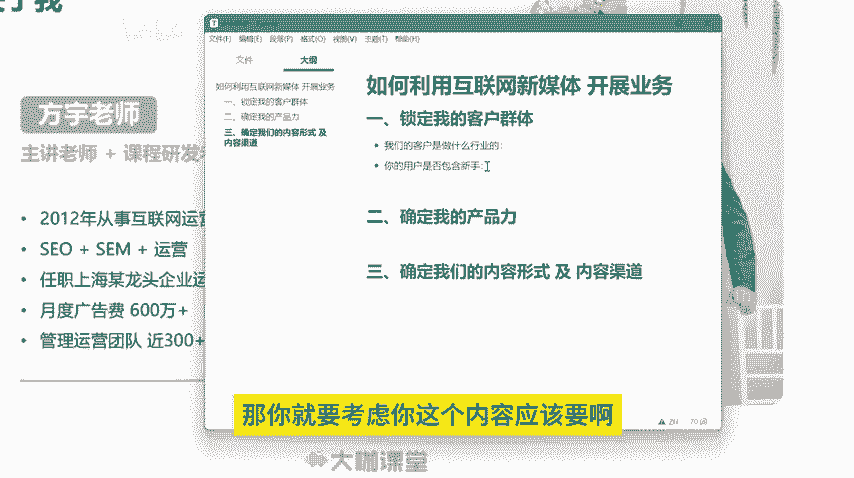 方宇老师
主讲老师 + 课程研发
• 2012年从事互联网运营
• SEO + SEM + 运营
• 任职上海某龙头企业运
• 月度广告费 600万+
• 管理运营团队 近300+
文件(F) 编辑(E) 段落(P) 格式(O) 视图(V) 主题(T) 帮助(H)
文件 大纲
如何利用互联网新媒体 开展业务
一、锁定我的客户群体
二、确定我的产品力
三、确定我们的内容形式 及
内容渠道
如何利用互联网新媒体 开展业务
一、锁定我的客户群体
• 我们的客户是做什么行业的:
• 你的用户是否包含新手:
二、确定我的产品力
三、确定我们的内容形式 及 内容渠道
那你就要考虑你这个内容应该要啊
大咖课堂